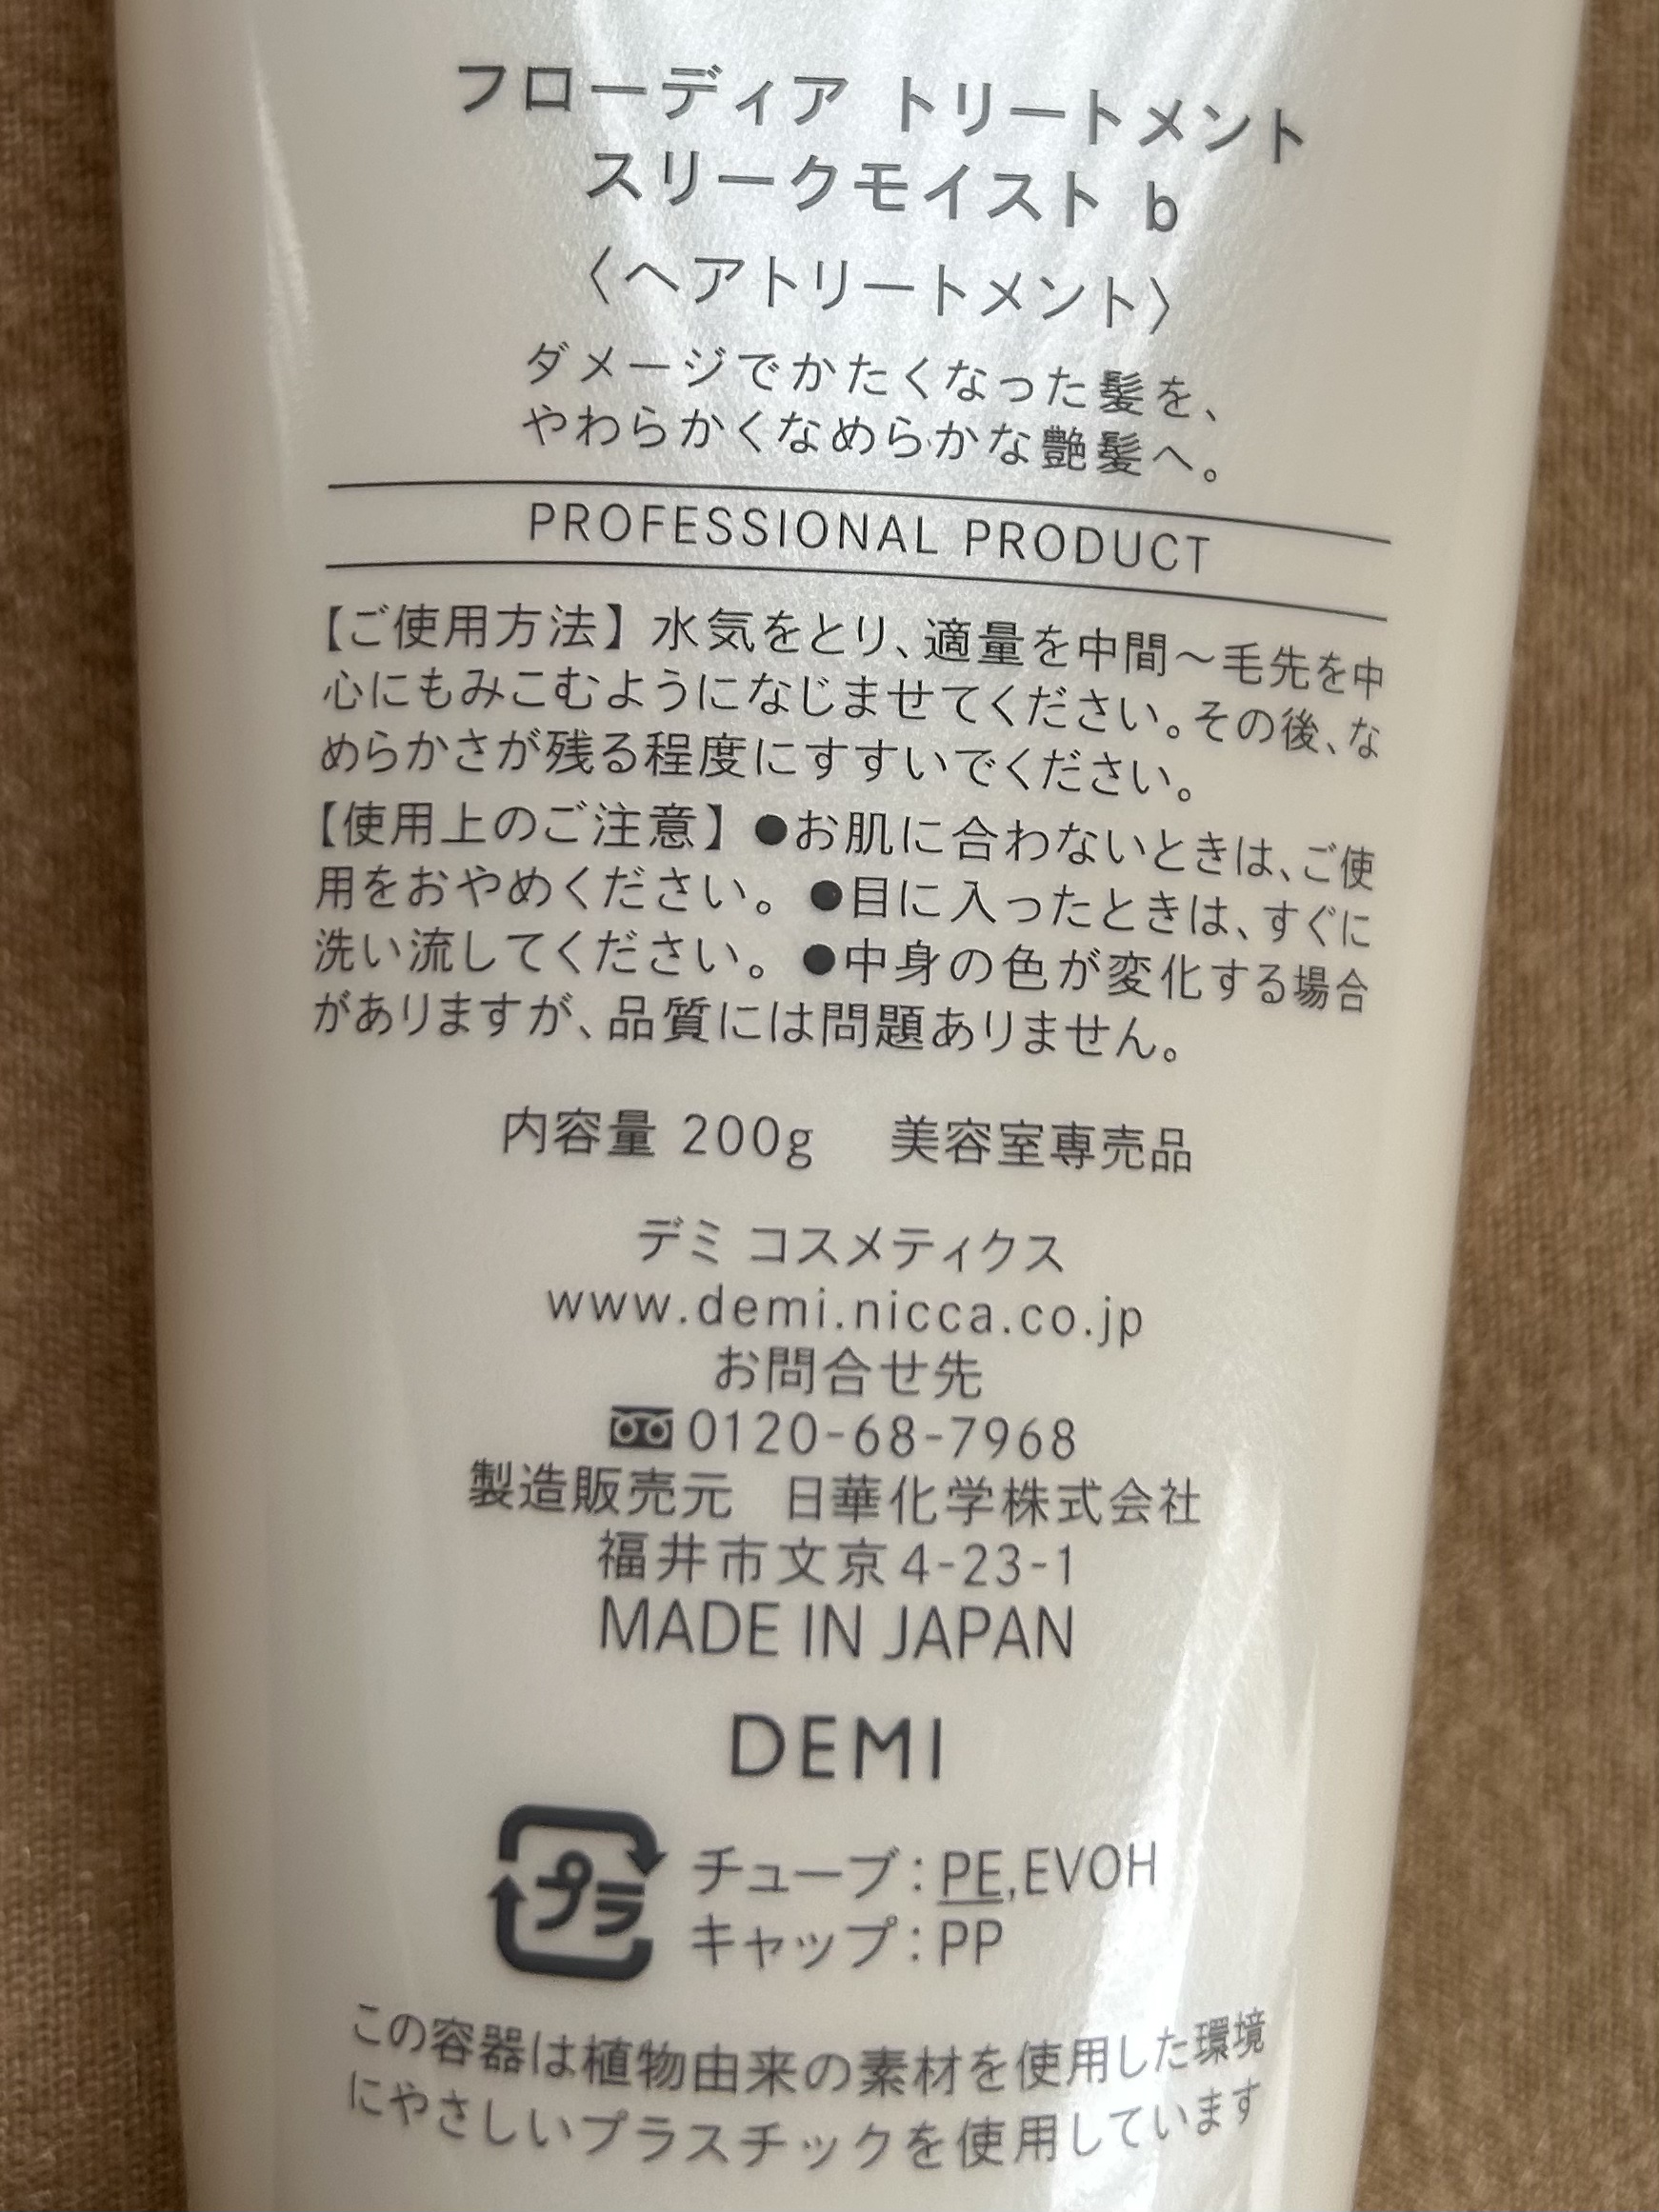 フローディア トリートメント
スリークモイスト b
〈ヘアトリートメント〉
ダメージでかたくなった髪を、
やわらかくなめらかな艶髪へ。
PROFESSIONAL PRODUCT
【ご使用方法】水気をとり、適量を中間～毛先を中
心にもみこむようになじませてください。その後、な
めらかさが残る程度にすすいでください。
【使用上のご注意】●お肌に合わないときは、ご使
用をおやめください。●目に入ったときは、すぐに
洗い流してください。●中身の色が変化する場合
がありますが、品質には問題ありません。
内容量 200g 美容室専売品
デミ コスメティクス
www.demi.nicca.co.jp
お問合せ先
0120-68-7968
製造販売元 日華化学株式会社
福井市文京4-23-1
MADE IN JAPAN
DEMI
プラ
チューブ：PE,EVOH
キャップ：PP
この容器は植物由来の素材を使用した環境
にやさしいプラスチックを使用しています